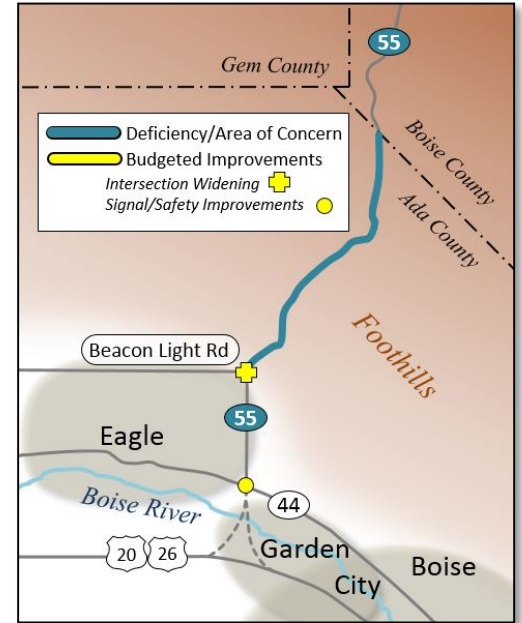 55
Gem County
Deficiency/Area of Concern
Budgeted Improvements
Intersection Widening
Signal/Safety Improvements
Boise County
Ada County
Foothills
Beacon Light Rd
55
Eagle
44
Boise River
20 26
Garden
City
Boise